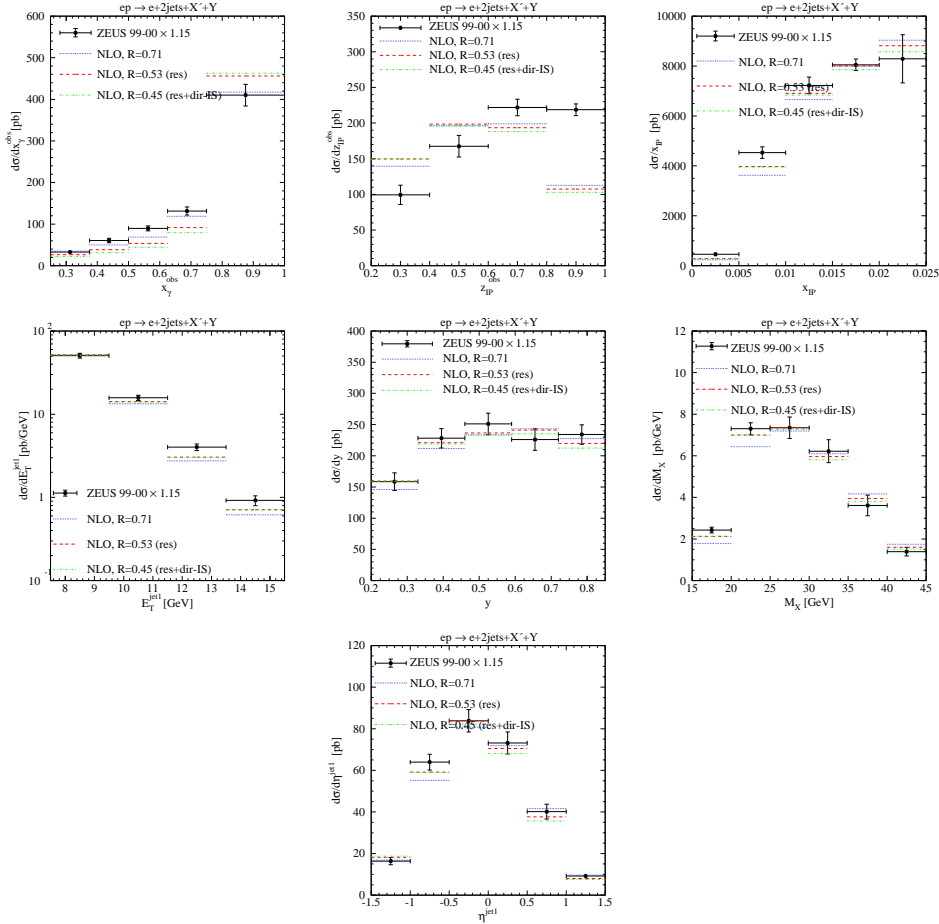 ep → e+2jets+X´+Y
dσ/dx_γ^obs [pb]
600
500
400
300
200
100
0
ZEUS 99-00 × 1.15
NLO, R=0.71
NLO, R=0.53 (res)
NLO, R=0.45 (res+dir-IS)
0.3 0.4 0.5 0.6 0.7 0.8 0.9 1
x_γ^obs
ep → e+2jets+X´+Y
dσ/dz_IP^obs [pb]
350
300
250
200
150
100
50
0
ZEUS 99-00 × 1.15
NLO, R=0.71
NLO, R=0.53 (res)
NLO, R=0.45 (res+dir-IS)
0.2 0.3 0.4 0.5 0.6 0.7 0.8 0.9 1
z_IP^obs
ep → e+2jets+X´+Y
dσ/x_IP [pb]
10000
8000
6000
4000
2000
0
ZEUS 99-00 × 1.15
NLO, R=0.71
NLO, R=0.53 (res)
NLO, R=0.45 (res+dir-IS)
0 0.005 0.01 0.015 0.02 0.025
x_IP
ep → e+2jets+X´+Y
dσ/dE_T^jet1 [pb/GeV]
10²
10
1
10
ZEUS 99-00 × 1.15
NLO, R=0.71
NLO, R=0.53 (res)
NLO, R=0.45 (res+dir-IS)
8 9 10 11 12 13 14 15
E_T^jet1 [GeV]
ep → e+2jets+X´+Y
dσ/dy [pb]
400
350
300
250
200
150
100
50
0
ZEUS 99-00 × 1.15
NLO, R=0.71
NLO, R=0.53 (res)
NLO, R=0.45 (res+dir-IS)
0.2 0.3 0.4 0.5 0.6 0.7 0.8
y
ep → e+2jets+X´+Y
dσ/dM_X [pb/GeV]
12
10
8
6
4
2
0
ZEUS 99-00 × 1.15
NLO, R=0.71
NLO, R=0.53 (res)
NLO, R=0.45 (res+dir-IS)
15 20 25 30 35 40 45
M_X [GeV]
ep → e+2jets+X´+Y
dσ/dη^jet1 [pb]
120
100
80
60
40
20
0
ZEUS 99-00 × 1.15
NLO, R=0.71
NLO, R=0.53 (res)
NLO, R=0.45 (res+dir-IS)
-1.5 -1 -0.5 0 0.5 1 1.5
η^jet1